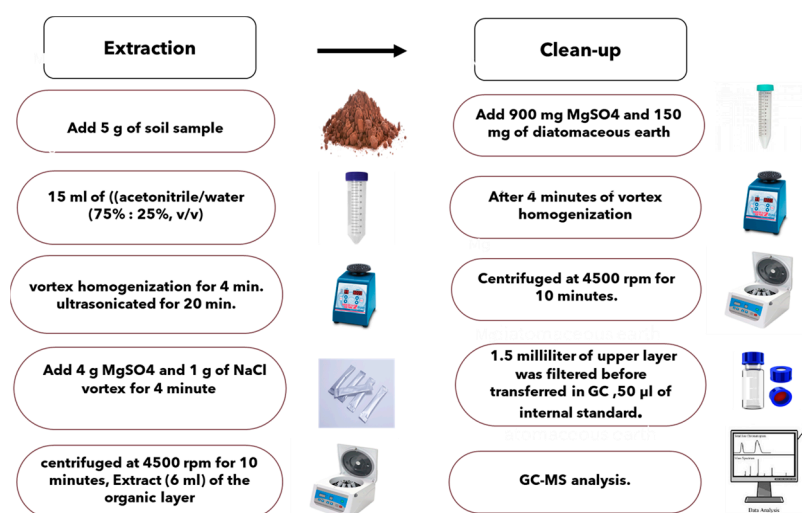 Extraction
Clean-up
Add 5 g of soil sample
15 ml of ((acetonitrile/water
(75% : 25%, v/v)
vortex homogenization for 4 min.
ultrasonicated for 20 min.
Add 4 g MgSO4 and 1 g of NaCl
vortex for 4 minute
centrifuged at 4500 rpm for 10
minutes, Extract (6 ml) of the
organic layer
Add 900 mg MgSO4 and 150
mg of diatomaceous earth
After 4 minutes of vortex
homogenization
Centrifuged at 4500 rpm for
10 minutes.
1.5 milliliter of upper layer
was filtered before
transferred in GC ,50 µl of
internal standard.
GC-MS analysis.
Data Analysis